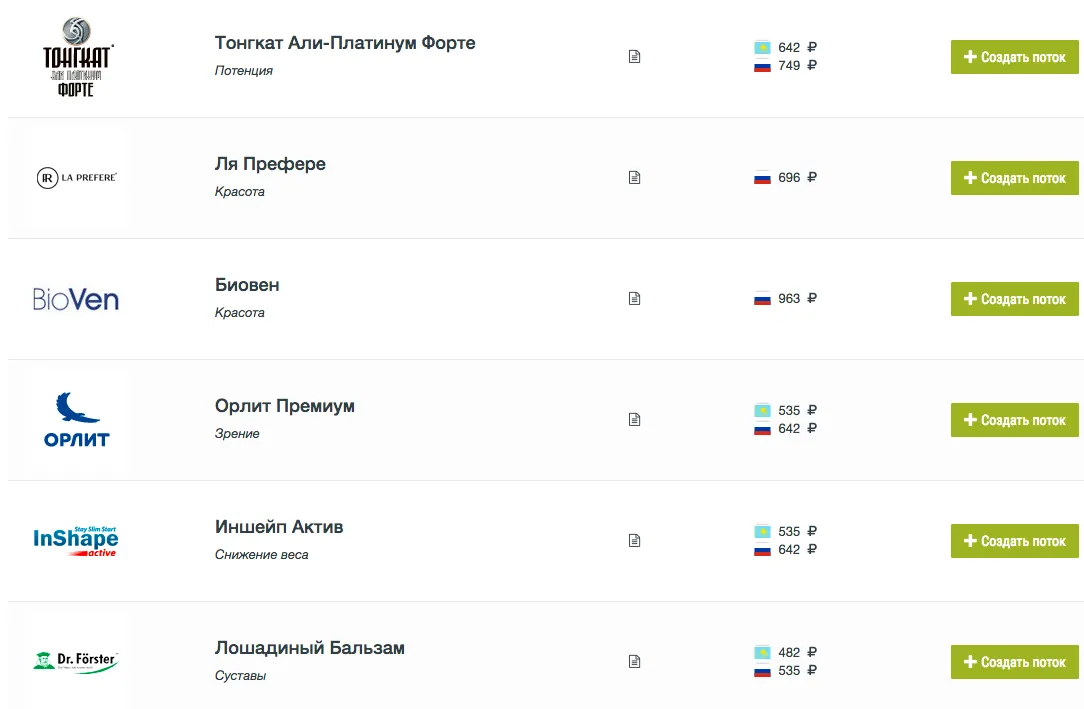 ТОНГКАТ
АЛИ ПЛАТИНУМ
ФОРТЕ
Тонгкат Али-Платинум Форте
Потенция
642 ₽
749 ₽
Создать поток
LA PREFERE
Ля Префере
Красота
696 ₽
Создать поток
BioVen
Биовен
Красота
963 ₽
Создать поток
ОРЛИТ
Орлит Премиум
Зрение
535 ₽
642 ₽
Создать поток
Stay Slim Start
InShape
active
Иншейп Актив
Снижение веса
535 ₽
642 ₽
Создать поток
Dr. Förster
Лошадиный Бальзам
Суставы
482 ₽
535 ₽
Создать поток